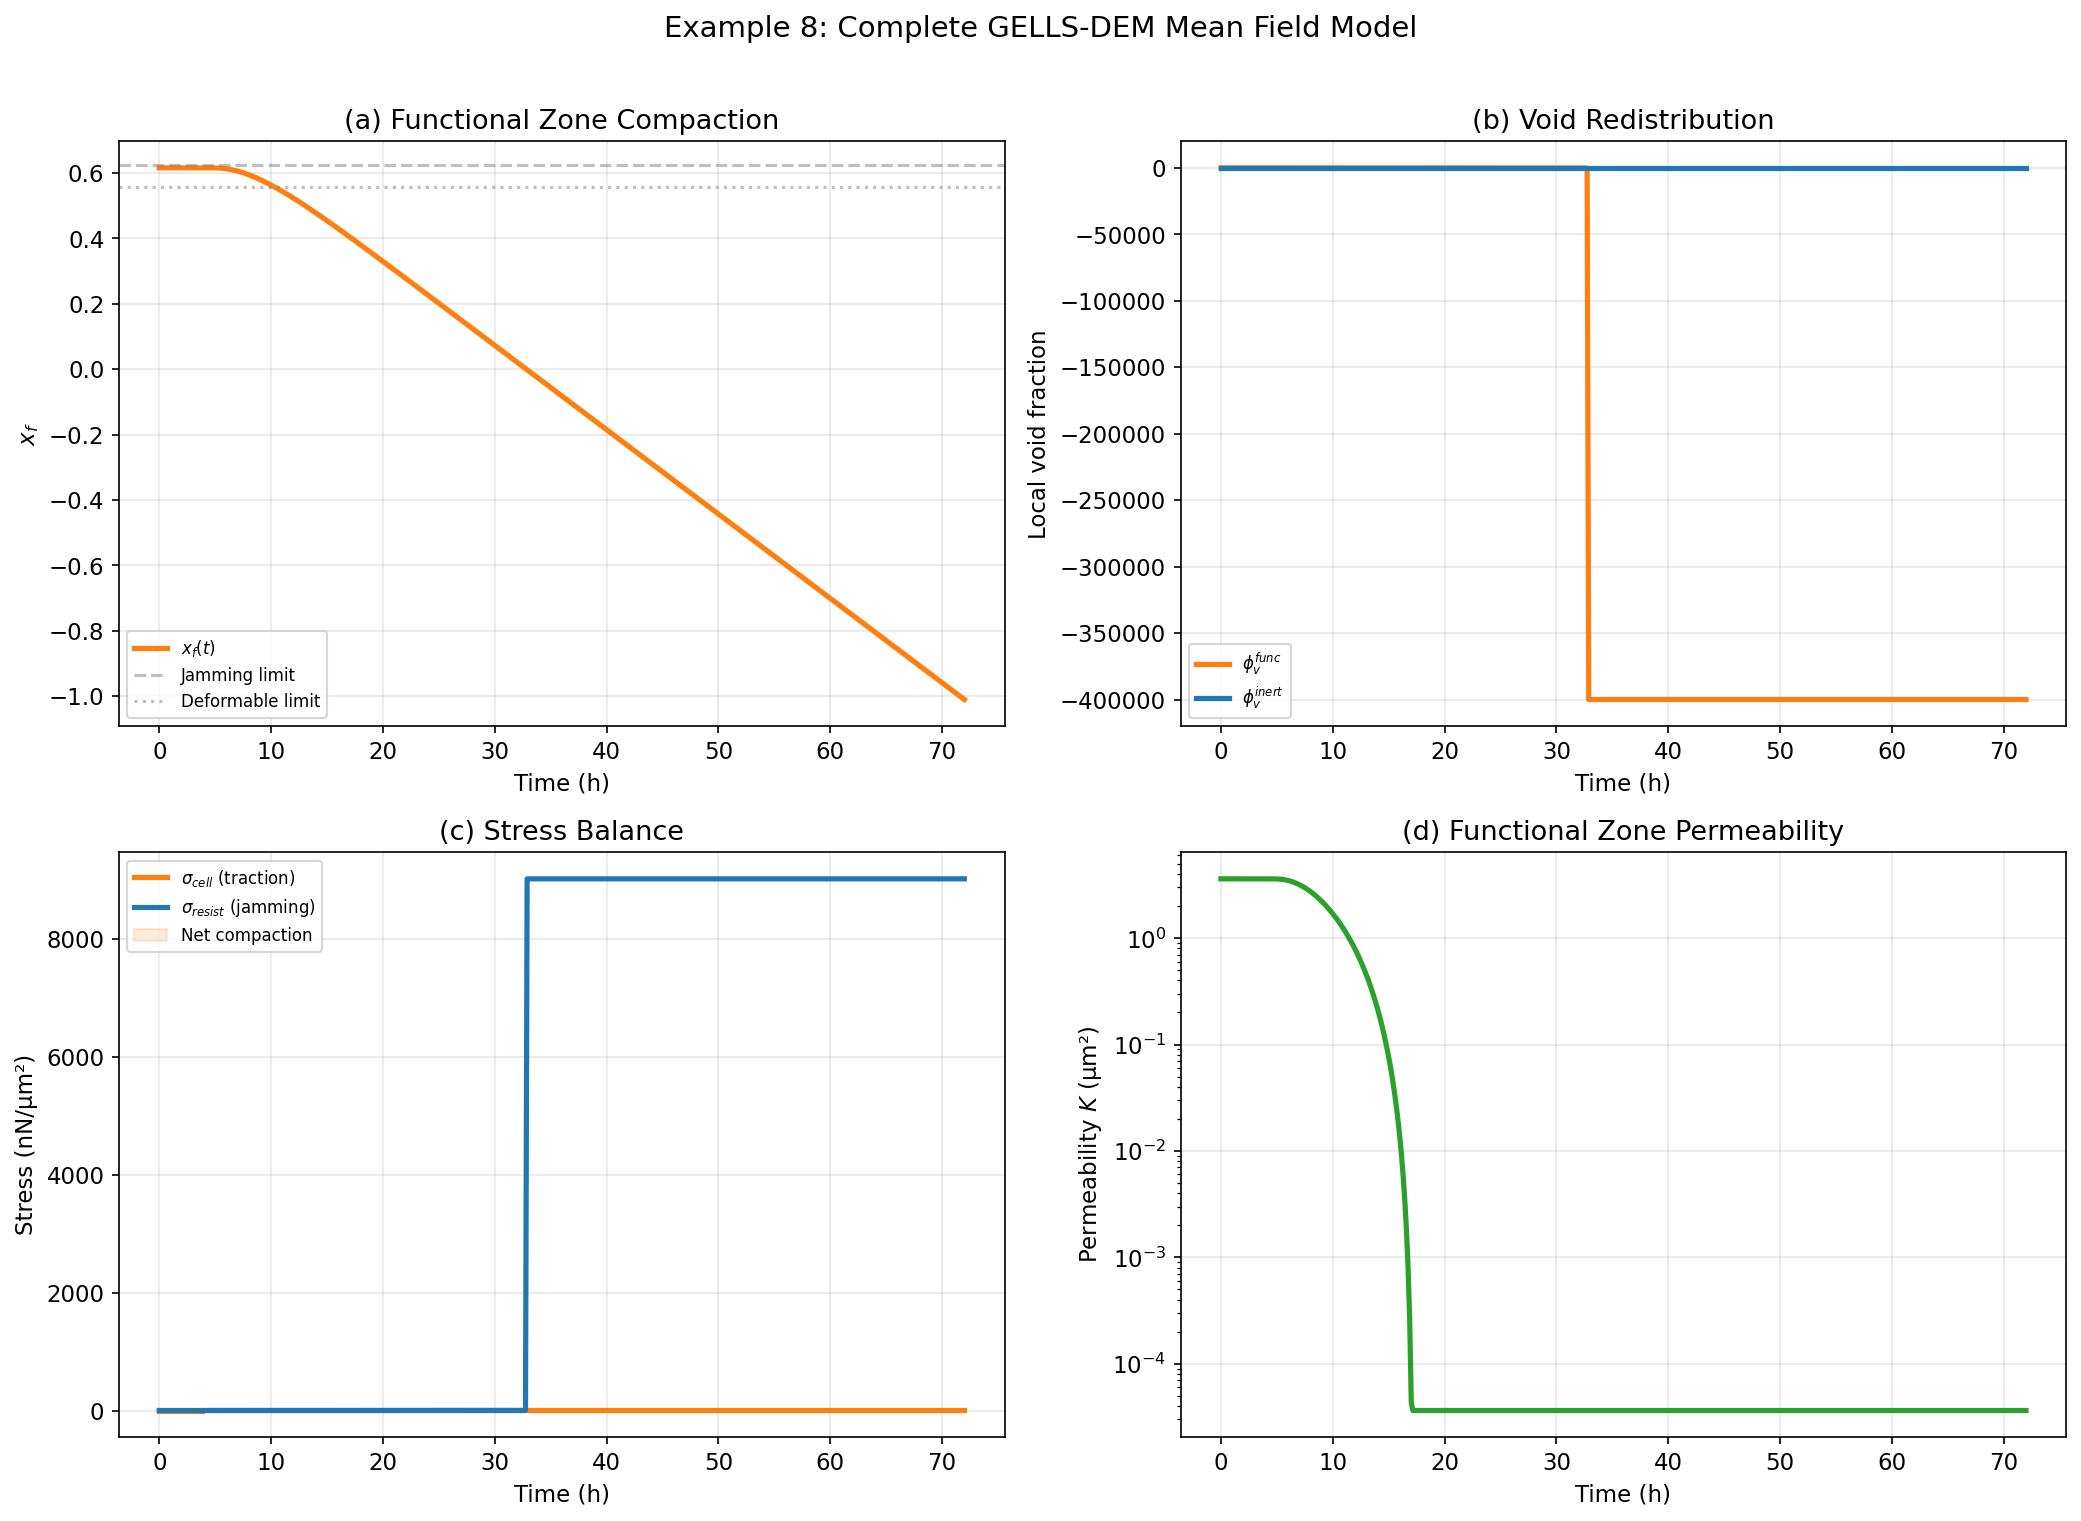 Example 8: Complete GELLS-DEM Mean Field Model
(a) Functional Zone Compaction
0.6
0.4
0.2
0.0
−0.2
−0.4
−0.6
−0.8
−1.0
x_f
x_f(t)
Jamming limit
Deformable limit
0 10 20 30 40 50 60 70
Time (h)
(b) Void Redistribution
0
−50000
−100000
−150000
−200000
−250000
−300000
−350000
−400000
Local void fraction
ϕ_v^func
ϕ_v^inert
0 10 20 30 40 50 60 70
Time (h)
(c) Stress Balance
8000
6000
4000
2000
0
Stress (nN/μm²)
σ_cell (traction)
σ_resist (jamming)
Net compaction
0 10 20 30 40 50 60 70
Time (h)
(d) Functional Zone Permeability
10⁰
10⁻¹
10⁻²
10⁻³
10⁻⁴
Permeability K (μm²)
0 10 20 30 40 50 60 70
Time (h)